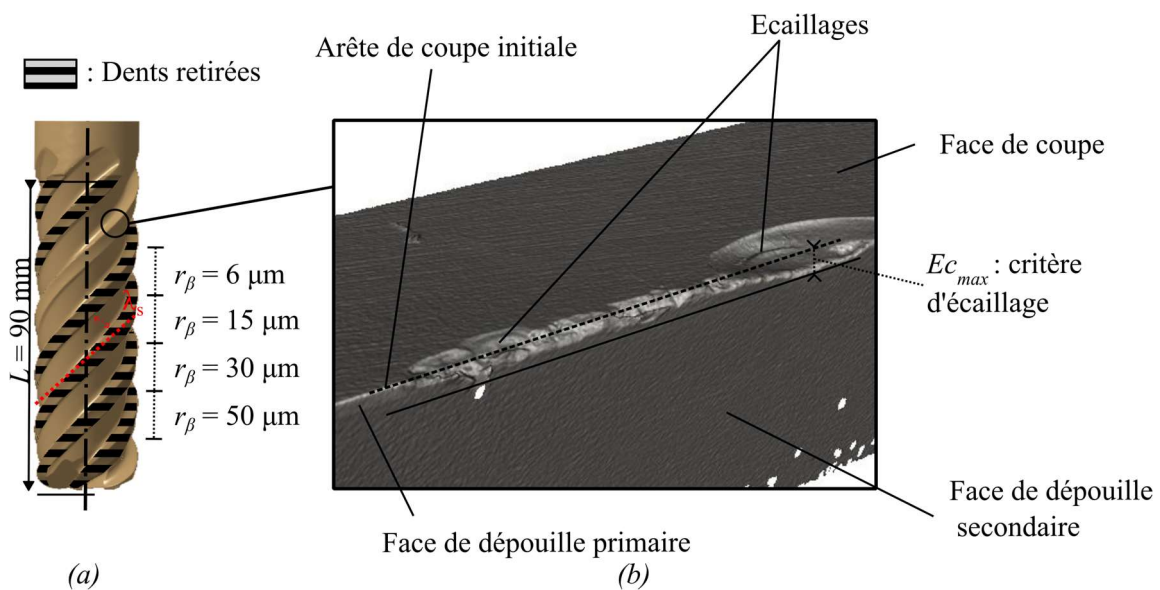 Ecaillages
Arête de coupe initiale
: Dents retirées
Face de coupe
L = 90 mm
λs
rβ = 6 µm
rβ = 15 µm
rβ = 30 µm
rβ = 50 µm
Ecmax : critère
d'écaillage
Face de dépouille
secondaire
Face de dépouille primaire
(a)
(b)